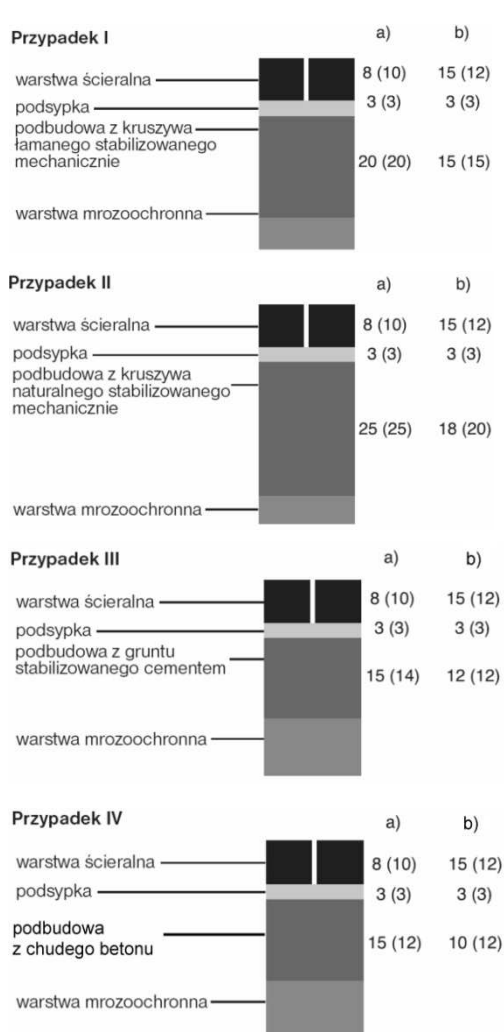 Przypadek I a) b)
warstwa ścieralna 8 (10) 15 (12)
podsypka 3 (3) 3 (3)
podbudowa z kruszywa
łamanego stabilizowanego
mechanicznie 20 (20) 15 (15)
warstwa mrozoochronna
Przypadek II a) b)
warstwa ścieralna 8 (10) 15 (12)
podsypka 3 (3) 3 (3)
podbudowa z kruszywa
naturalnego stabilizowanego
mechanicznie
25 (25) 18 (20)
warstwa mrozoochronna
Przypadek III a) b)
warstwa ścieralna 8 (10) 15 (12)
podsypka 3 (3) 3 (3)
podbudowa z gruntu
stabilizowanego cementem 15 (14) 12 (12)
warstwa mrozoochronna
Przypadek IV a) b)
warstwa ścieralna 8 (10) 15 (12)
podsypka 3 (3) 3 (3)
podbudowa
z chudego betonu 15 (12) 10 (12)
warstwa mrozoochronna